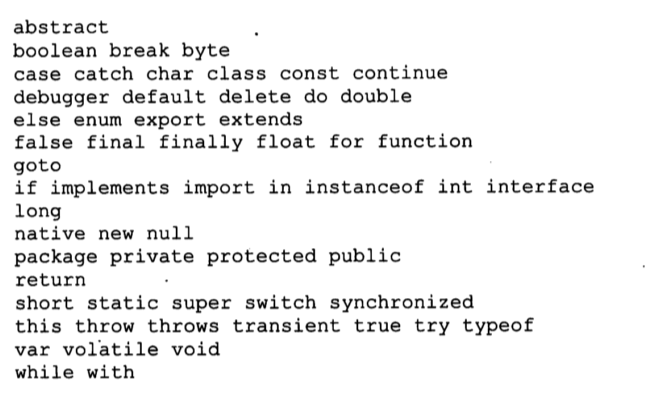 abstract
boolean break byte
case catch char class const continue
debugger default delete do double
else enum export extends
false final finally float for function
goto
if implements import in instanceof int interface
long
native new null
package private protected public
return
short static super switch synchronized
this throw throws transient true try typeof
var volatile void
while with